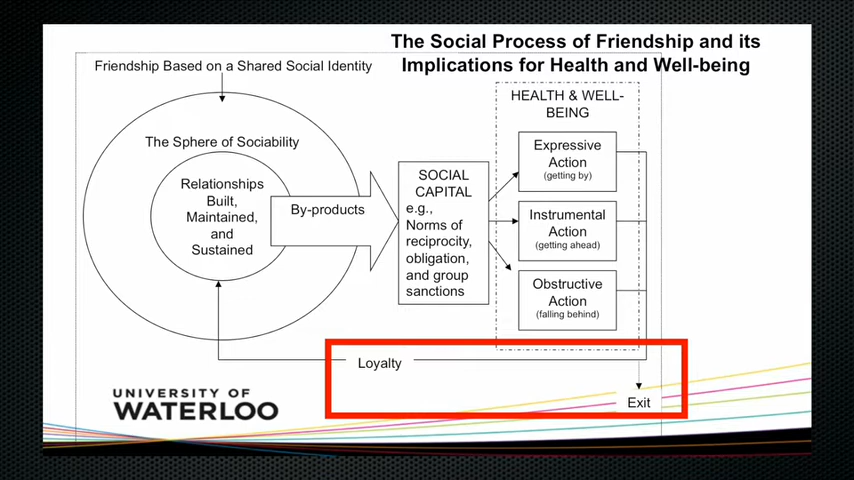 The Social Process of Friendship and its
Implications for Health and Well-being
Friendship Based on a Shared Social Identity
The Sphere of Sociability
Relationships
Built,
Maintained,
and
Sustained
By-products
SOCIAL
CAPITAL
e.g.,
Norms of
reciprocity,
obligation,
and group
sanctions
HEALTH & WELL-
BEING
Expressive
Action
(getting by)
Instrumental
Action
(getting ahead)
Obstructive
Action
(falling behind)
Loyalty
Exit
UNIVERSITY OF
WATERLOO